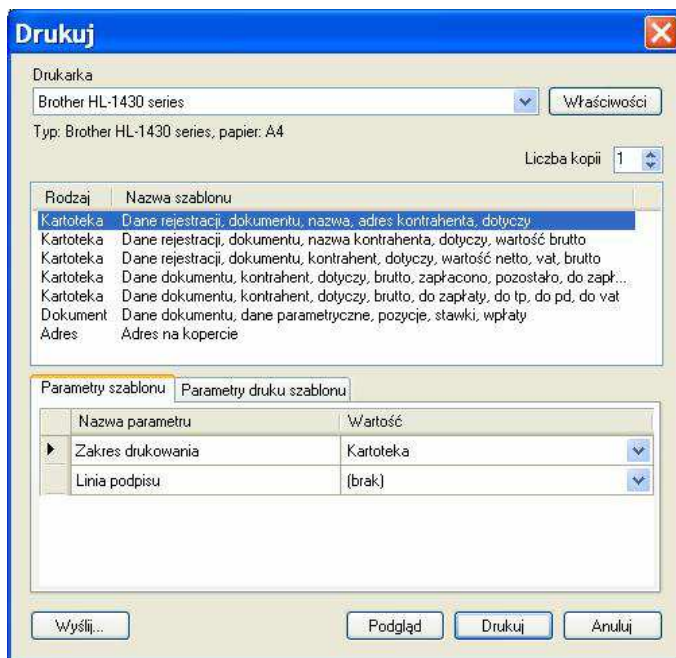 Drukuj
Drukarka
Brother HL-1430 series
Właściwości
Typ: Brother HL-1430 series, papier: A4
Liczba kopii 1
Rodzaj Nazwa szablonu
Kartoteka Dane rejestracji, dokumentu, nazwa, adres kontrahenta, dotyczy
Kartoteka Dane rejestracji, dokumentu, nazwa kontrahenta, dotyczy, wartość brutto
Kartoteka Dane rejestracji, dokumentu, kontrahent, dotyczy, wartość netto, vat, brutto
Kartoteka Dane dokumentu, kontrahent, dotyczy, brutto, zapłacono, pozostało, do zapł...
Kartoteka Dane dokumentu, kontrahent, dotyczy, brutto, do zapłaty, do tp, do pd, do vat
Dokument Dane dokumentu, dane parametryczne, pozycje, stawki, wpłaty
Adres Adres na kopercie
Parametry szablonu Parametry druku szablonu
Nazwa parametru Wartość
Zakres drukowania Kartoteka
Linia podpisu (brak)
Wyślij... Podgląd Drukuj Anuluj